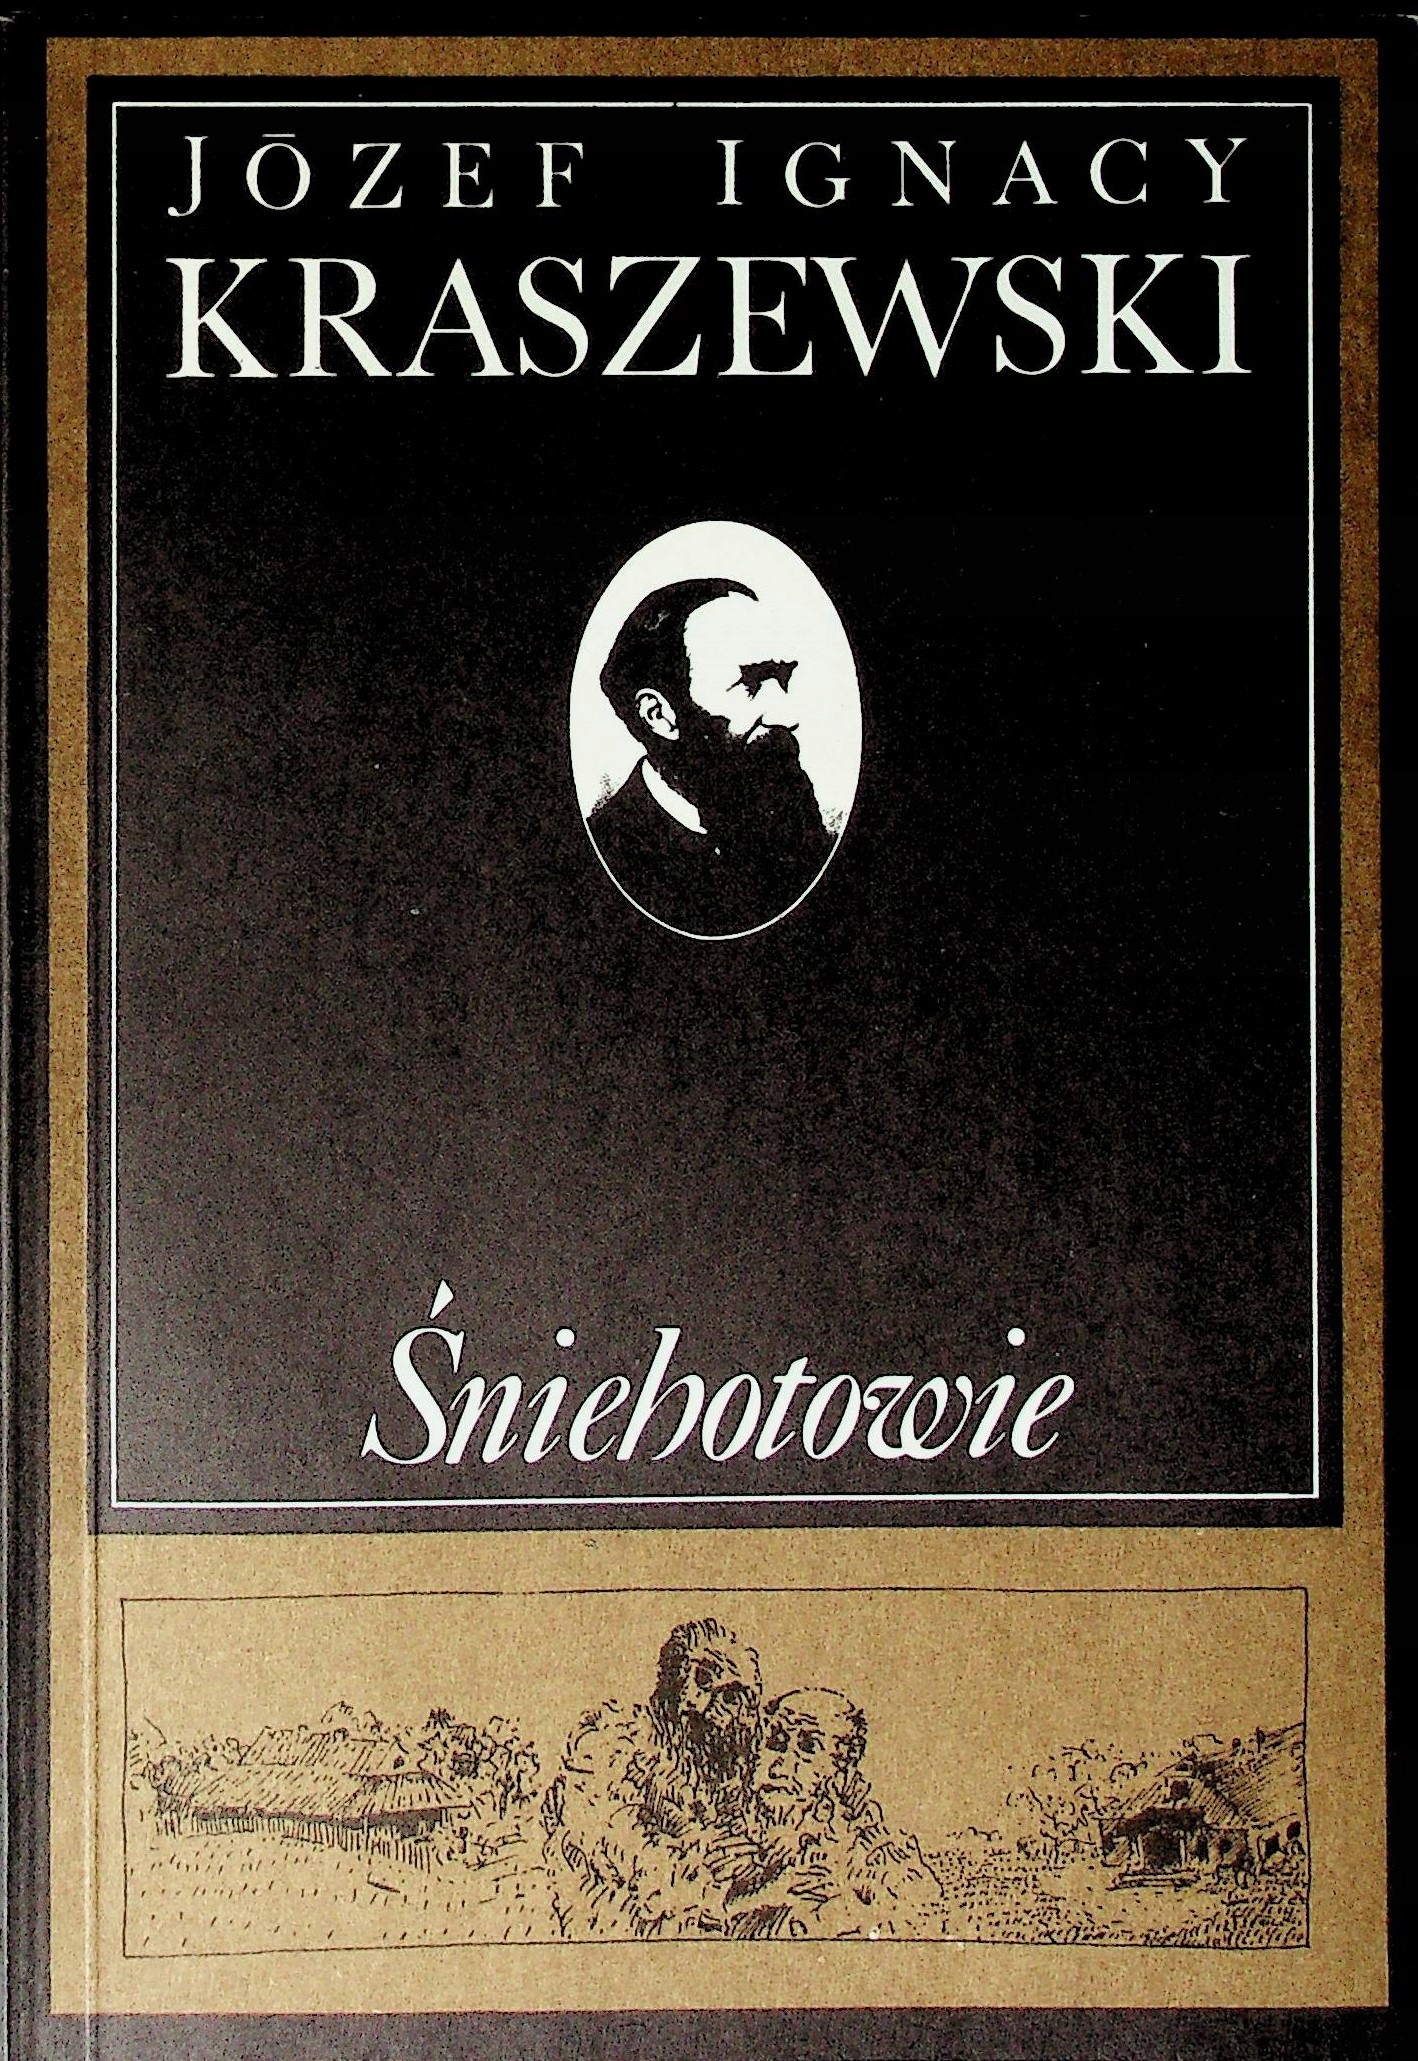 JÓZEF IGNACY
KRASZEWSKI
Śniehotowie